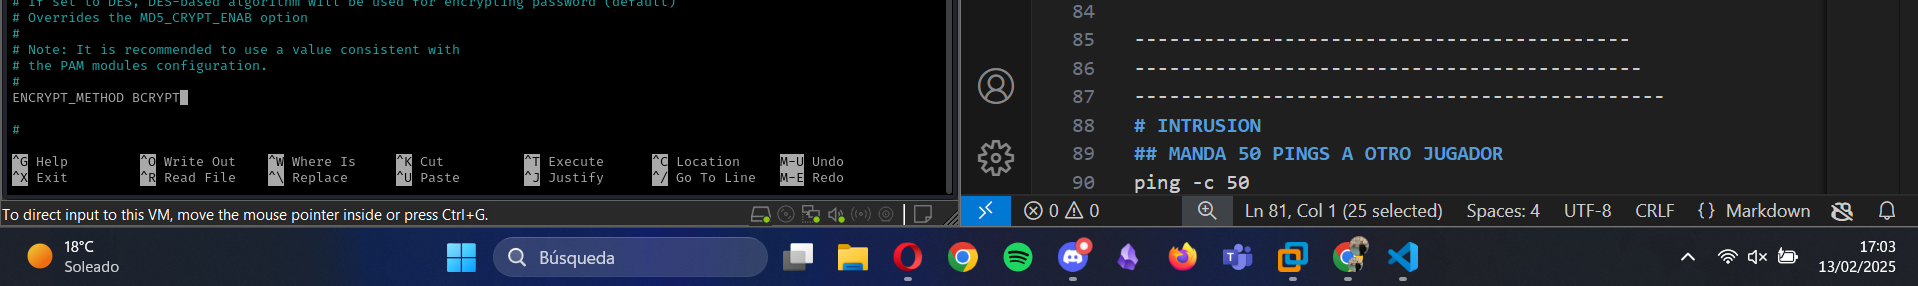 # If set to DES, DES-based algorithm will be used for encrypting password (default)
# Overrides the MD5_CRYPT_ENAB option
#
# Note: It is recommended to use a value consistent with
# the PAM modules configuration.
#
ENCRYPT_METHOD BCRYPT
#
^G Help ^O Write Out ^W Where Is ^K Cut ^T Execute ^C Location M-U Undo
^X Exit ^R Read File ^\ Replace ^U Paste ^J Justify ^/ Go To Line M-E Redo
To direct input to this VM, move the mouse pointer inside or press Ctrl+G.
84
85 -------------------------------------------
86 --------------------------------------------
87 ----------------------------------------------
88 # INTRUSION
89 ## MANDA 50 PINGS A OTRO JUGADOR
90 ping -c 50
0 0 Ln 81, Col 1 (25 selected) Spaces: 4 UTF-8 CRLF {} Markdown
18°C
Soleado
Búsqueda
17:03
13/02/2025